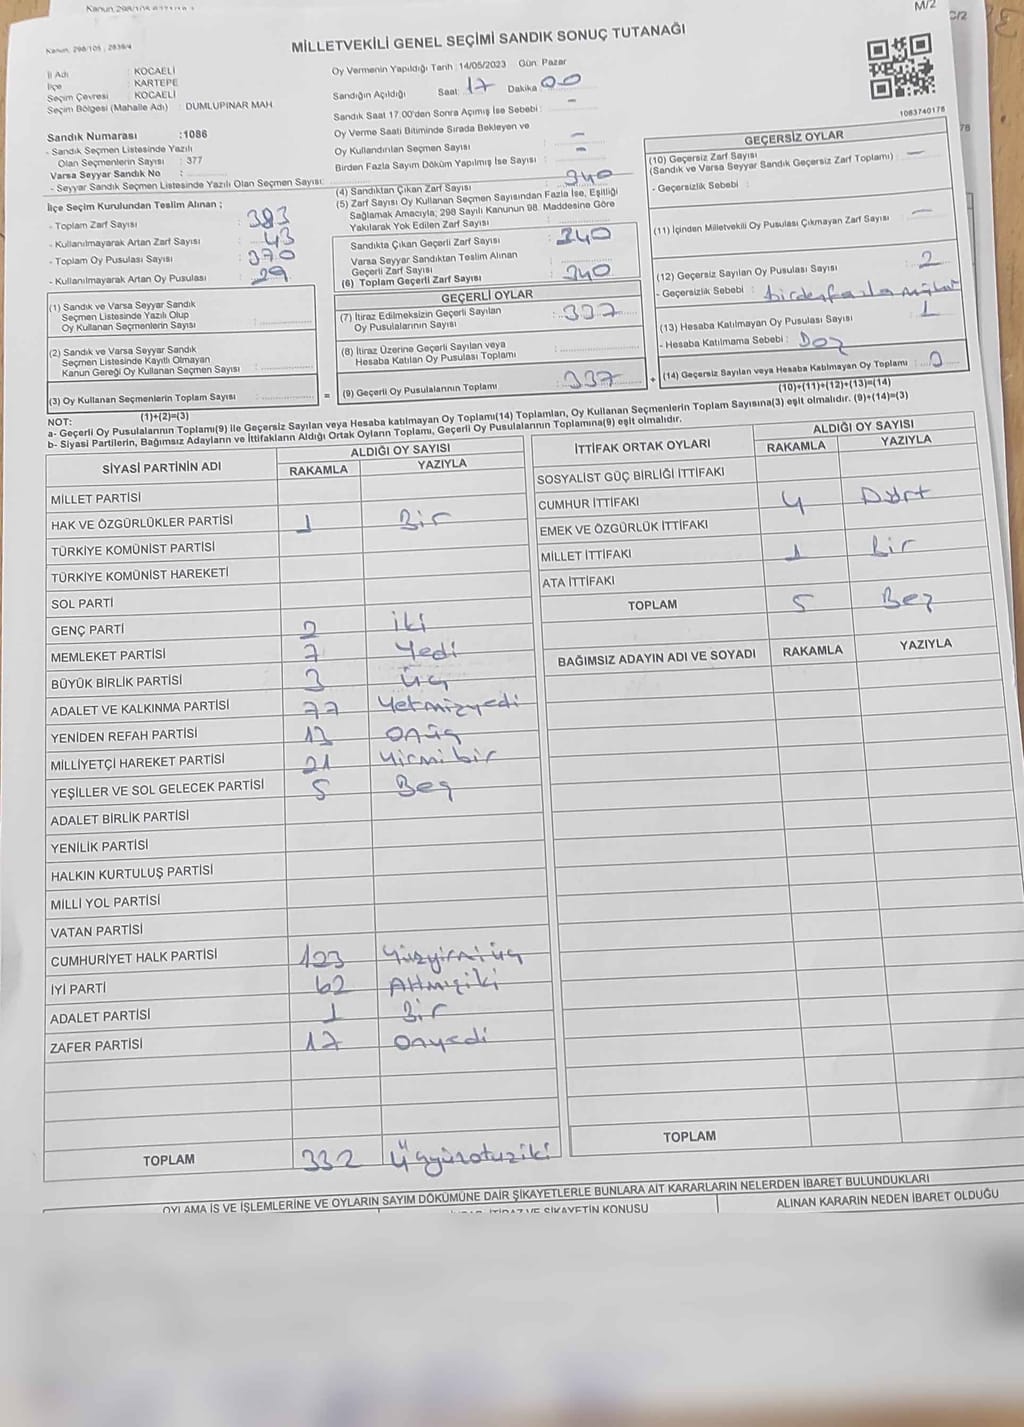 M/2
C/2
Kanun, 298/105 , 2839/4
MİLLETVEKİLİ GENEL SEÇİMİ SANDIK SONUÇ TUTANAĞI
İl Adı : KOCAELİ
İlçe : KARTEPE
Seçim Çevresi : KOCAELİ
Seçim Bölgesi (Mahalle Adı) : DUMLUPINAR MAH
Oy Vermenin Yapıldığı Tarih : 14/05/2023 Gün: Pazar
Sandığın Açıldığı Saat: 17 Dakika 00
Sandık Saat 17.00'den Sonra Açımış İse Sebebi : -
Oy Verme Saati Bitiminde Sırada Bekleyen ve
Oy Kullandırılan Seçmen Sayısı -
Birden Fazla Sayım Döküm Yapılmış İse Sayısı : -
1083740178
Sandık Numarası :1086
- Sandık Seçmen Listesinde Yazılı
Olan Seçmenlerin Sayısı : 377
Varsa Seyyar Sandık No :
- Seyyar Sandık Seçmen Listesinde Yazılı Olan Seçmen Sayısı:
İlçe Seçim Kurulundan Teslim Alınan ;
- Toplam Zarf Sayısı : 383
- Kullanılmayarak Artan Zarf Sayısı : 43
- Toplam Oy Pusulası Sayısı : 370
- Kullanılmayarak Artan Oy Pusulası : 29
(1) Sandık ve Varsa Seyyar Sandık
Seçmen Listesinde Yazılı Olup
Oy Kullanan Seçmenlerin Sayısı :
(2) Sandık ve Varsa Seyyar Sandık
Seçmen Listesinde Kayıtlı Olmayan
Kanun Gereği Oy Kullanan Seçmen Sayısı :
(3) Oy Kullanan Seçmenlerin Toplam Sayısı :
(1)+(2)=(3)
(4) Sandıktan Çıkan Zarf Sayısı : 340
(5) Zarf Sayısı Oy Kullanan Seçmen Sayısından Fazla İse, Eşitliği
Sağlamak Amacıyla; 298 Sayılı Kanunun 98. Maddesine Göre
Yakılarak Yok Edilen Zarf Sayısı :
Sandıkta Çıkan Geçerli Zarf Sayısı : 340
Varsa Seyyar Sandıktan Teslim Alınan
Geçerli Zarf Sayısı
(6) Toplam Geçerli Zarf Sayısı : 340
GEÇERLİ OYLAR
(7) İtiraz Edilmeksizin Geçerli Sayılan
Oy Pusulalarının Sayısı : 337
(8) İtiraz Üzerine Geçerli Sayılan veya
Hesaba Katılan Oy Pusulası Toplamı :
= (9) Geçerli Oy Pusulalarının Toplamı : 337 +
GEÇERSİZ OYLAR
(10) Geçersiz Zarf Sayısı
(Sandık ve Varsa Seyyar Sandık Geçersiz Zarf Toplamı) : -
- Geçersizlik Sebebi :
(11) İçinden Milletvekili Oy Pusulası Çıkmayan Zarf Sayısı : -
(12) Geçersiz Sayılan Oy Pusulası Sayısı : 2
- Geçersizlik Sebebi : birden fazla mühür
(13) Hesaba Katılmayan Oy Pusulası Sayısı : 1
- Hesaba Katılmama Sebebi :
(14) Geçersiz Sayılan veya Hesaba Katılmayan Oy Toplamı : 3
(10)+(11)+(12)+(13)=(14)
NOT:
a- Geçerli Oy Pusulalarının Toplamı(9) ile Geçersiz Sayılan veya Hesaba katılmayan Oy Toplamı(14) Toplamları, Oy Kullanan Seçmenlerin Toplam Sayısına(3) eşit olmalıdır. (9)+(14)=(3)
b- Siyasi Partilerin, Bağımsız Adayların ve İttifakların Aldığı Ortak Oyların Toplamı, Geçerli Oy Pusulalarının Toplamına(9) eşit olmalıdır.
SİYASİ PARTİNİN ADI ALDIĞI OY SAYISI
RAKAMLA YAZIYLA
MİLLET PARTİSİ
HAK VE ÖZGÜRLÜKLER PARTİSİ 1 Bir
TÜRKİYE KOMÜNİST PARTİSİ
TÜRKİYE KOMÜNİST HAREKETİ
SOL PARTİ
GENÇ PARTİ 2 İki
MEMLEKET PARTİSİ 7 Yedi
BÜYÜK BİRLİK PARTİSİ 3 Üç
ADALET VE KALKINMA PARTİSİ 77 Yetmişyedi
YENİDEN REFAH PARTİSİ 13 Onüç
MİLLİYETÇİ HAREKET PARTİSİ 21 Yirmibir
YEŞİLLER VE SOL GELECEK PARTİSİ 5 Beş
ADALET BİRLİK PARTİSİ
YENİLİK PARTİSİ
HALKIN KURTULUŞ PARTİSİ
MİLLİ YOL PARTİSİ
VATAN PARTİSİ
CUMHURİYET HALK PARTİSİ 123 Yüzyirmiüç
İYİ PARTİ 62 Altmışiki
ADALET PARTİSİ 1 Bir
ZAFER PARTİSİ 17 Onyedi
TOPLAM 332 Üçyüzotuziki
İTTİFAK ORTAK OYLARI ALDIĞI OY SAYISI
RAKAMLA YAZIYLA
SOSYALİST GÜÇ BİRLİĞİ İTTİFAKI
CUMHUR İTTİFAKI 4 Dört
EMEK VE ÖZGÜRLÜK İTTİFAKI
MİLLET İTTİFAKI 1 bir
ATA İTTİFAKI
TOPLAM 5 Beş
BAĞIMSIZ ADAYIN ADI VE SOYADI RAKAMLA YAZIYLA
TOPLAM
OYLAMA İŞ VE İŞLEMLERİNE VE OYLARIN SAYIM DÖKÜMÜNE DAİR ŞİKAYETLERLE BUNLARA AİT KARARLARIN NELERDEN İBARET BULUNDUKLARI
İTİRAZ VE ŞİKAYETİN KONUSU ALINAN KARARIN NEDEN İBARET OLDUĞU